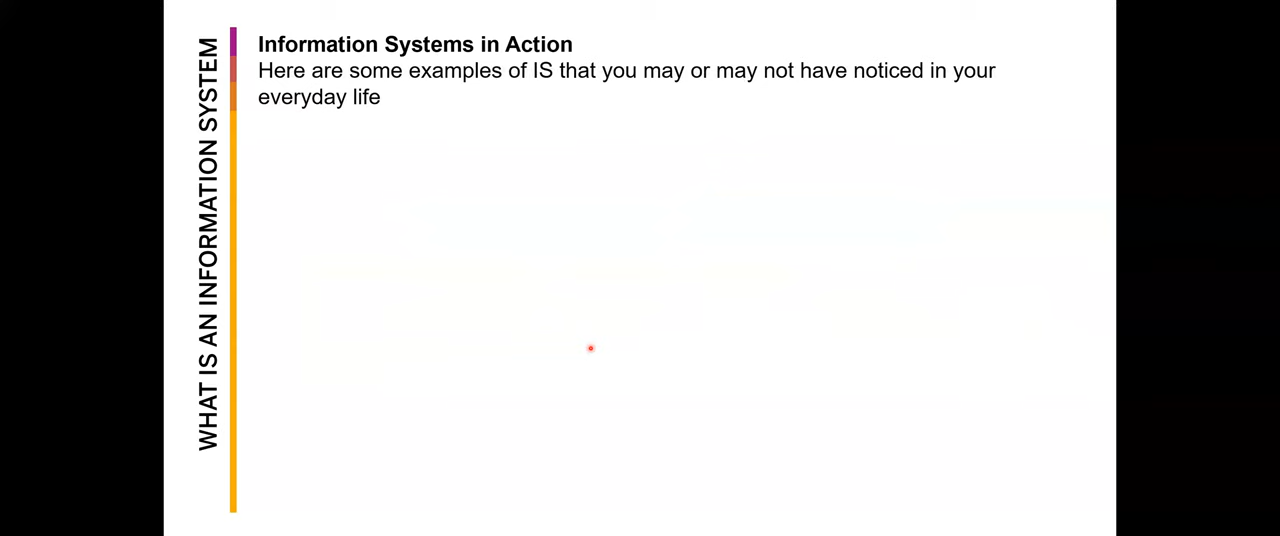 WHAT IS AN INFORMATION SYSTEM
Information Systems in Action
Here are some examples of IS that you may or may not have noticed in your
everyday life